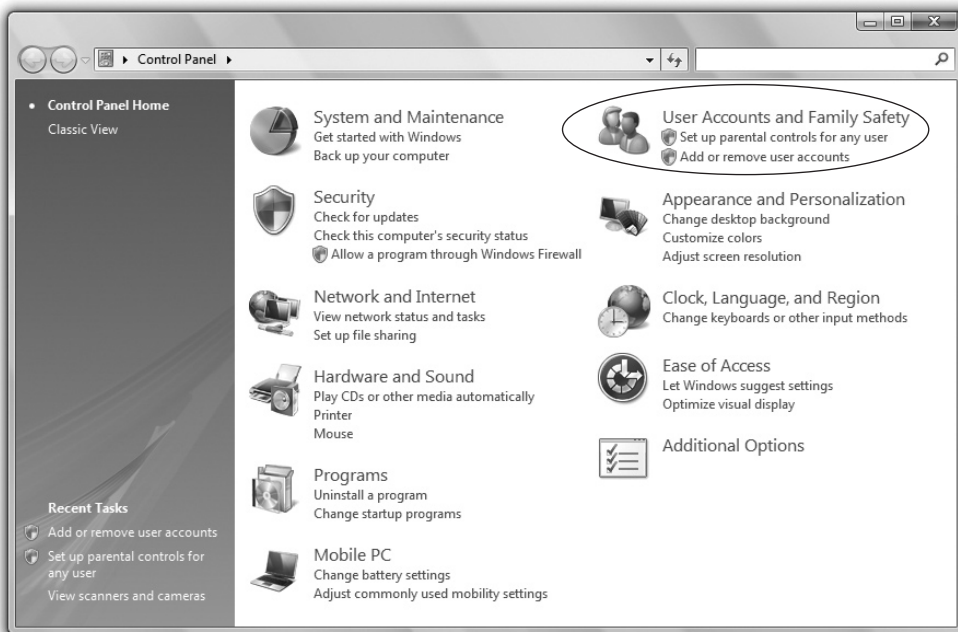 Control Panel
Control Panel Home
Classic View
System and Maintenance
Get started with Windows
Back up your computer
Security
Check for updates
Check this computer's security status
Allow a program through Windows Firewall
Network and Internet
View network status and tasks
Set up file sharing
Hardware and Sound
Play CDs or other media automatically
Printer
Mouse
Programs
Uninstall a program
Change startup programs
Mobile PC
Change battery settings
Adjust commonly used mobility settings
User Accounts and Family Safety
Set up parental controls for any user
Add or remove user accounts
Appearance and Personalization
Change desktop background
Customize colors
Adjust screen resolution
Clock, Language, and Region
Change keyboards or other input methods
Ease of Access
Let Windows suggest settings
Optimize visual display
Additional Options
Recent Tasks
Add or remove user accounts
Set up parental controls for
any user
View scanners and cameras